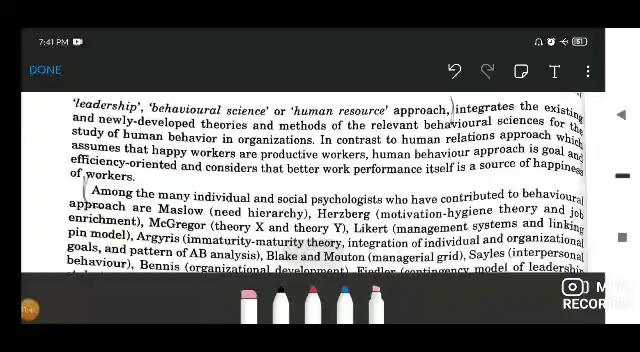 7:41 PM
51
DONE
T
'leadership', 'behavioural science' or 'human resource' approach, integrates the existing
and newly-developed theories and methods of the relevant behavioural sciences for the
study of human behavior in organizations. In contrast to human relations approach which
assumes that happy workers are productive workers, human behaviour approach is goal and
efficiency-oriented and considers that better work performance itself is a source of happiness
of workers.
Among the many individual and social psychologists who have contributed to behavioural
approach are Maslow (need hierarchy), Herzberg (motivation-hygiene theory and job
enrichment), McGregor (theory X and theory Y), Likert (management systems and linking
pin model), Argyris (immaturity-maturity theory, integration of individual and organizational
goals, and pattern of AB analysis), Blake and Mouton (managerial grid), Sayles (interpersonal
behaviour), Bennis (organizational development), Fiedler (contingency model of leadership
RECOR